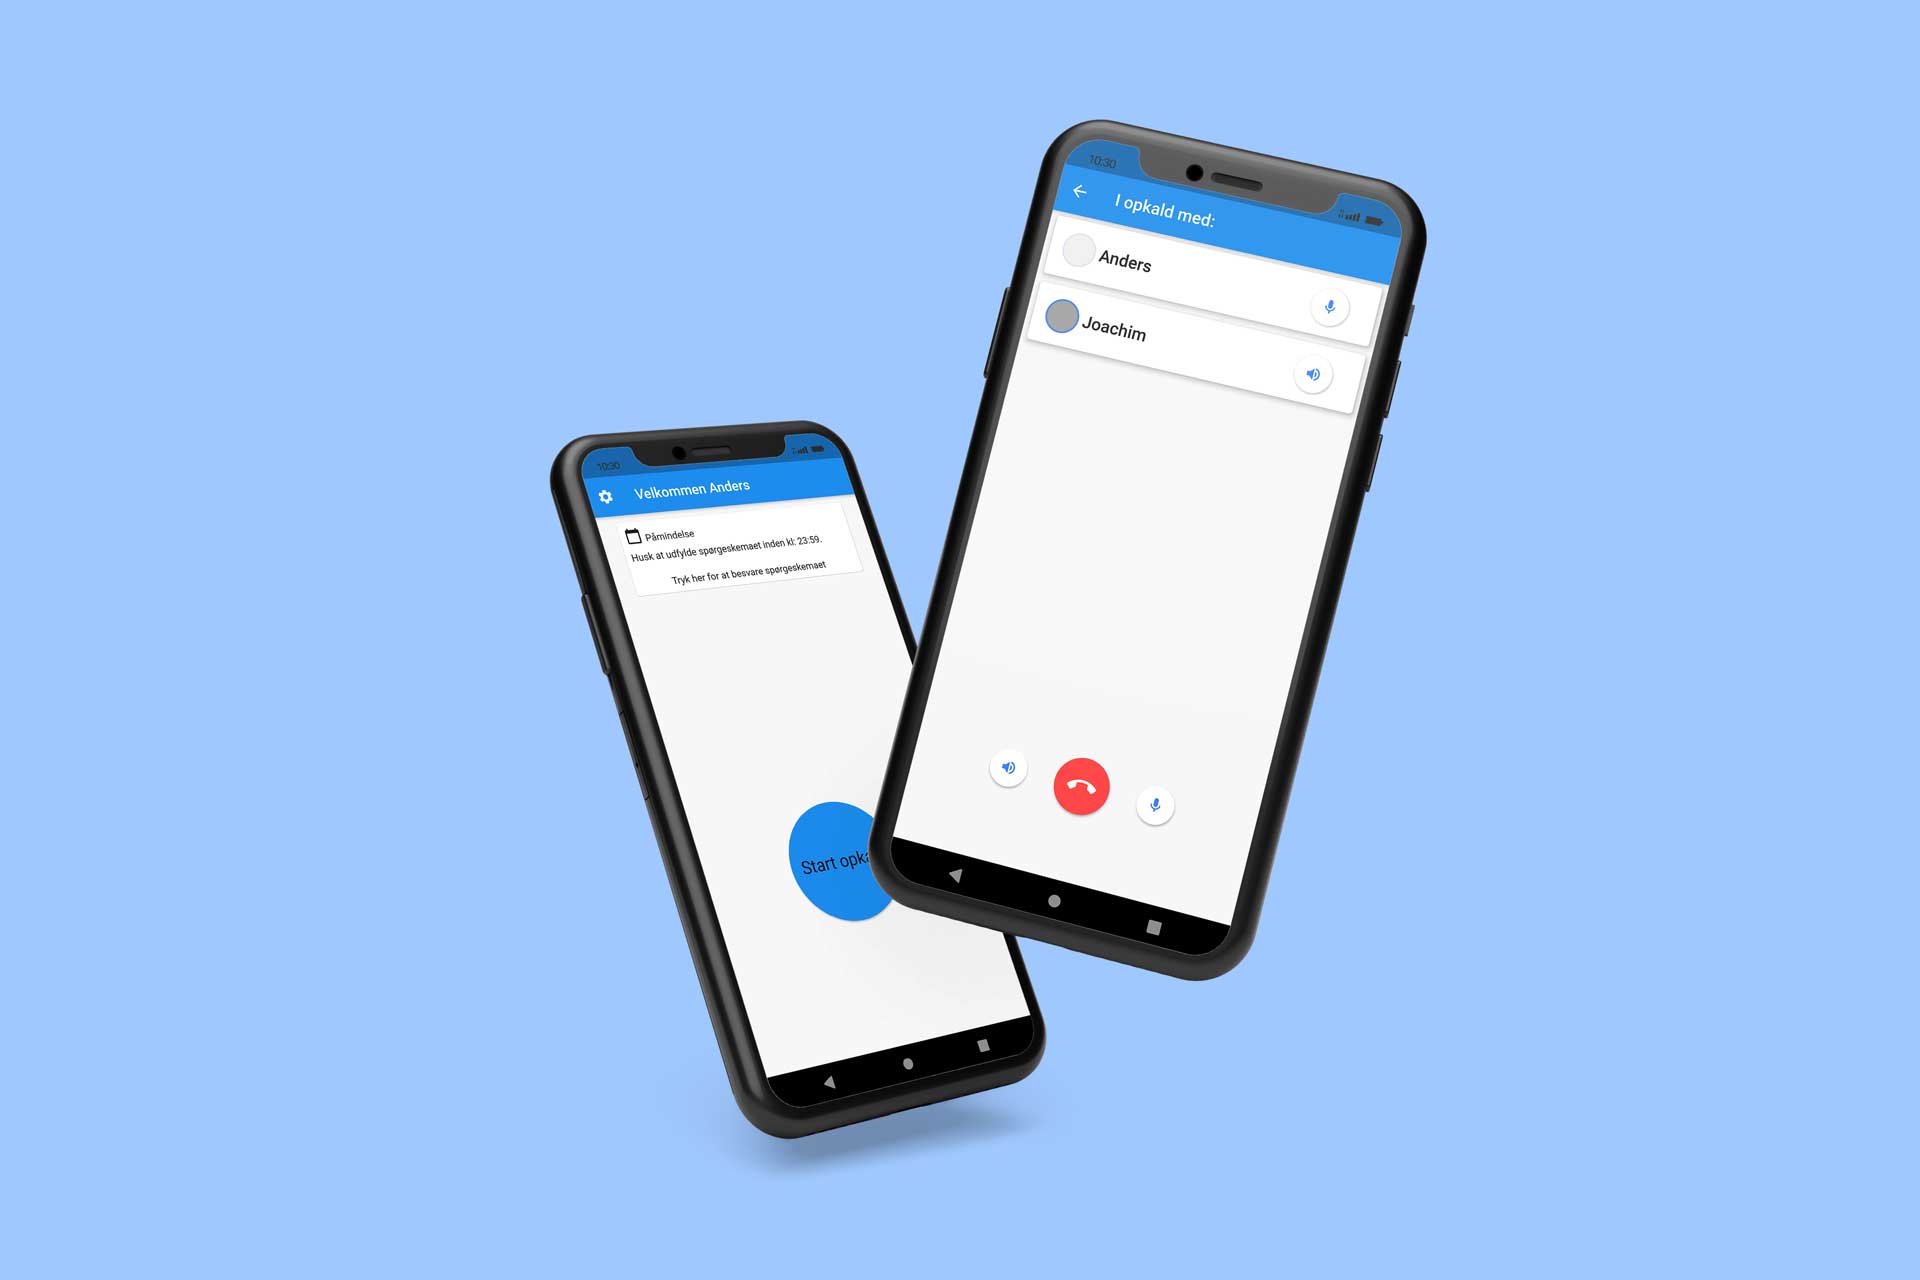 10:30
Velkommen Anders
Påmindelse
Husk at udfylde spørgeskemaet inden kl: 23:59.
Tryk her for at besvare spørgeskemaet
Start opka
10:30
I opkald med:
Anders
Joachim